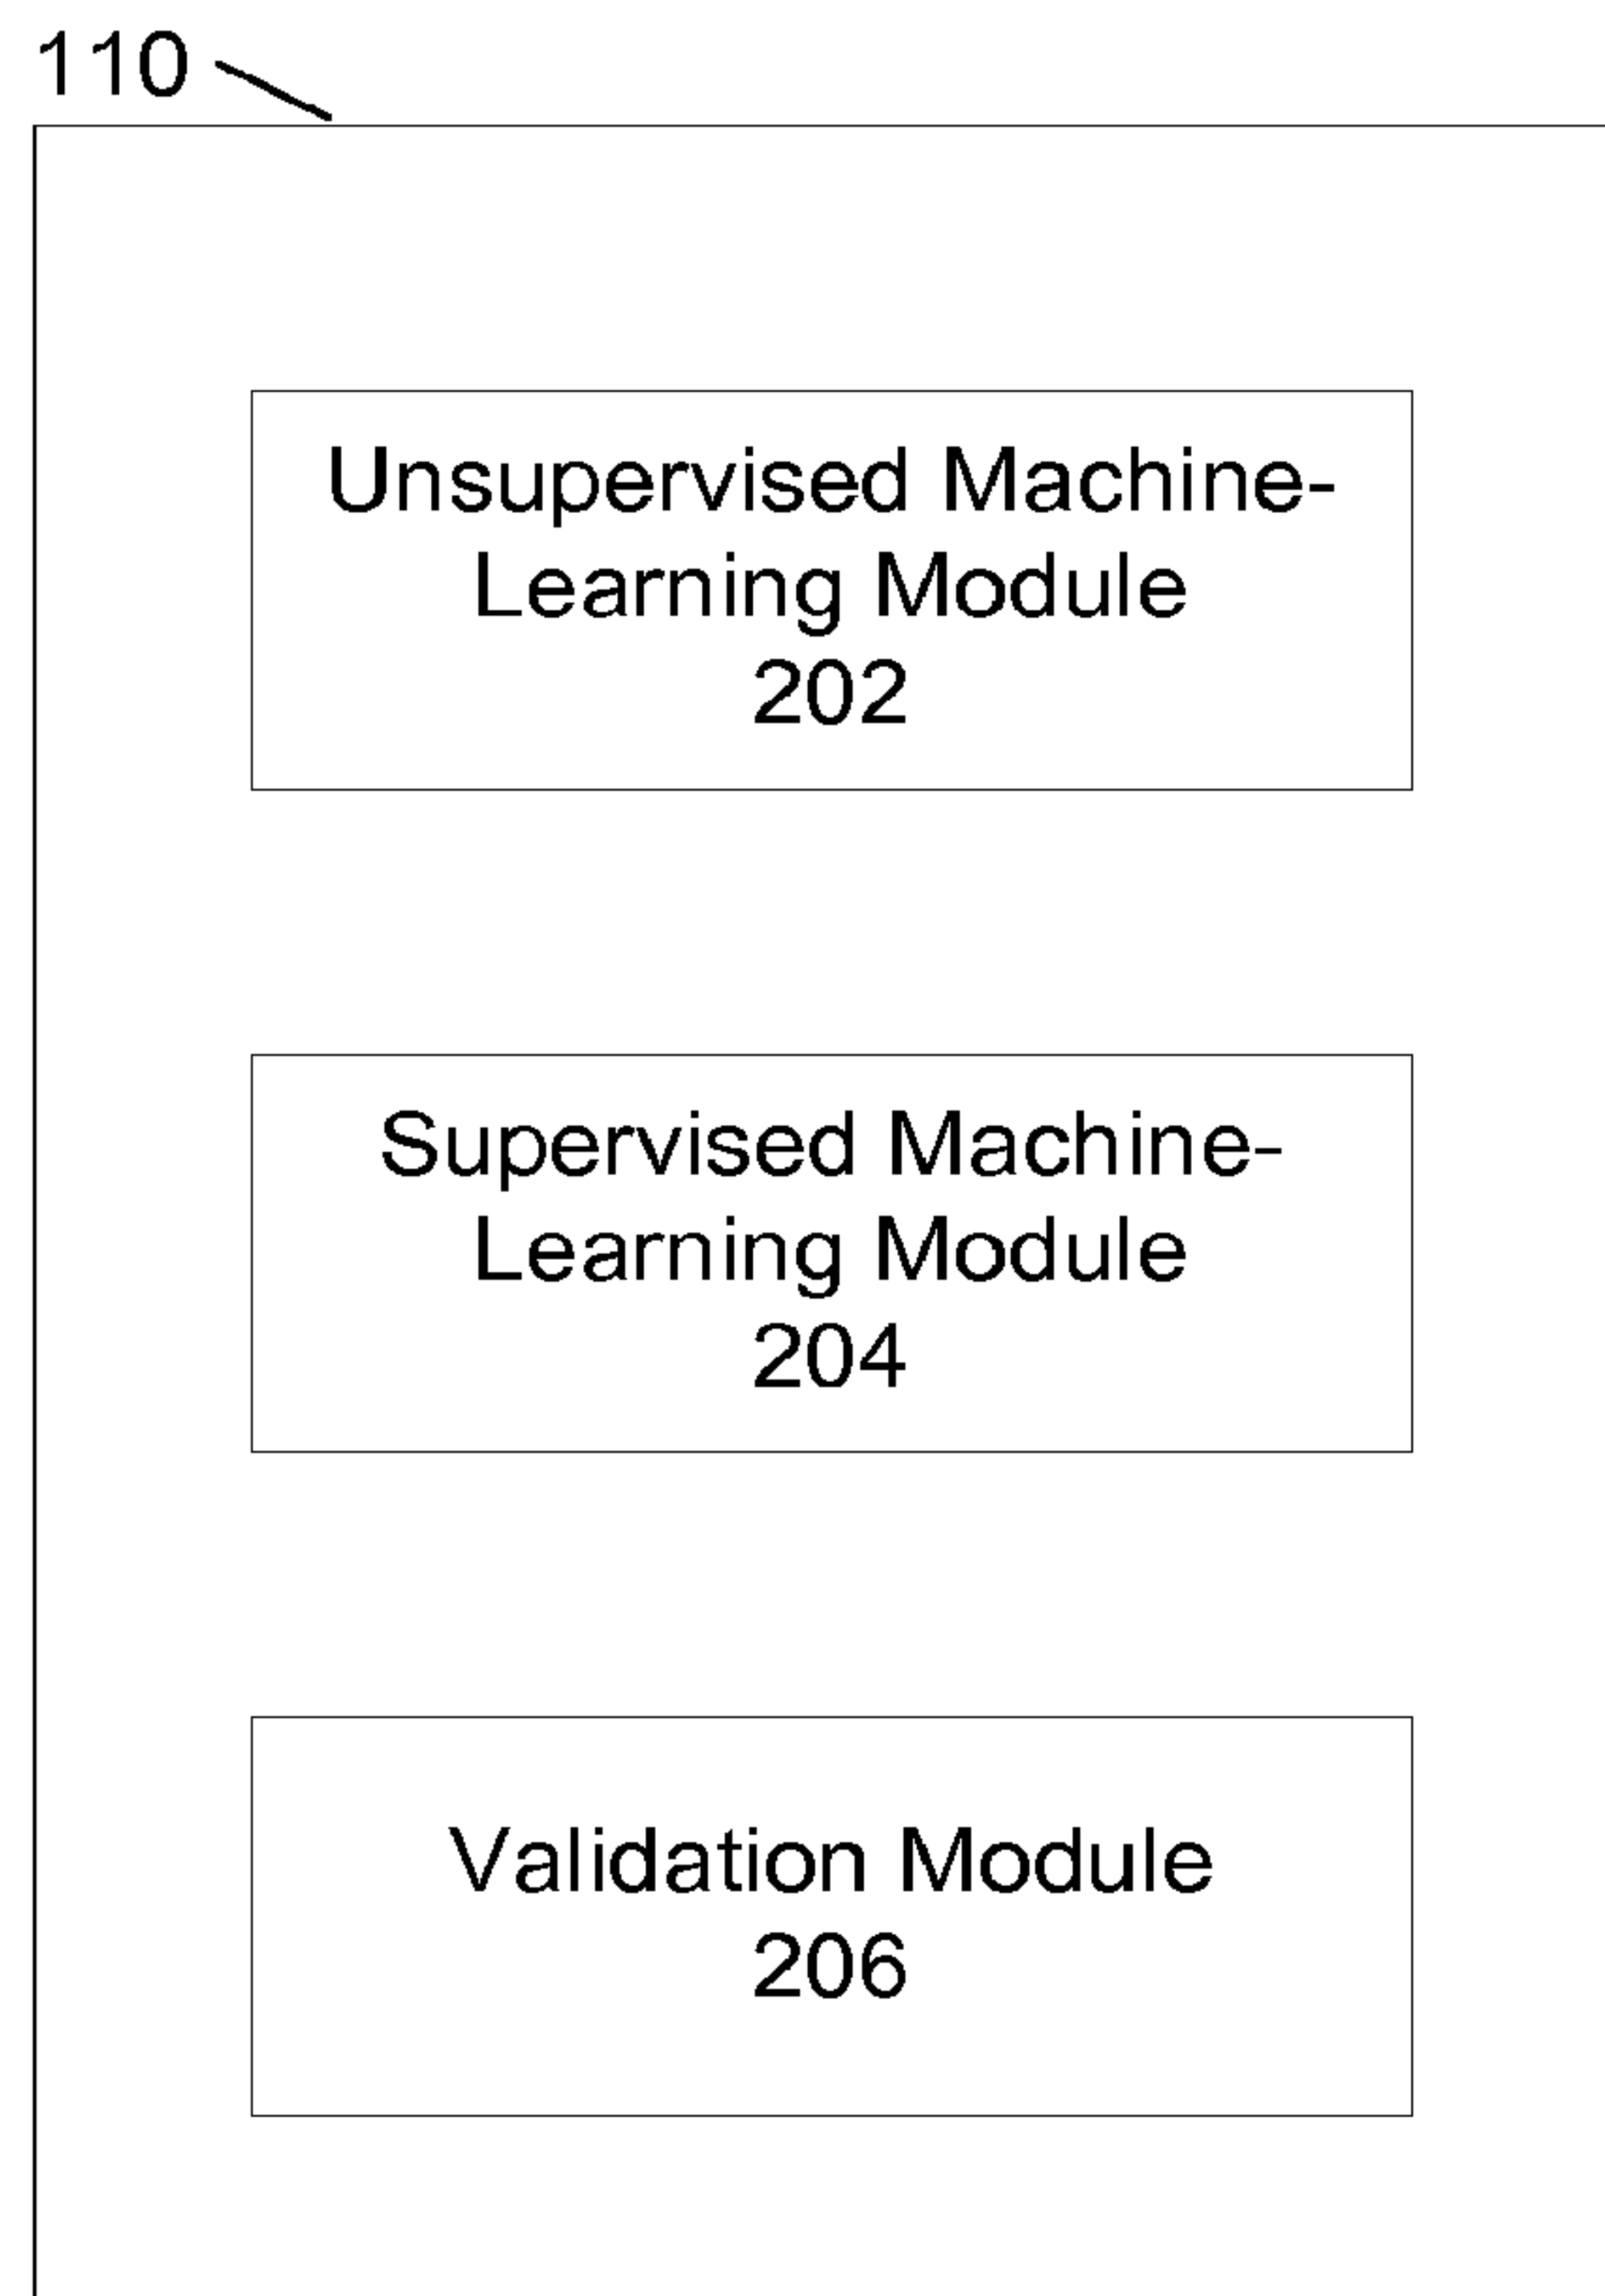 110
Unsupervised Machine-
Learning Module
202
Supervised Machine-
Learning Module
204
Validation Module
206